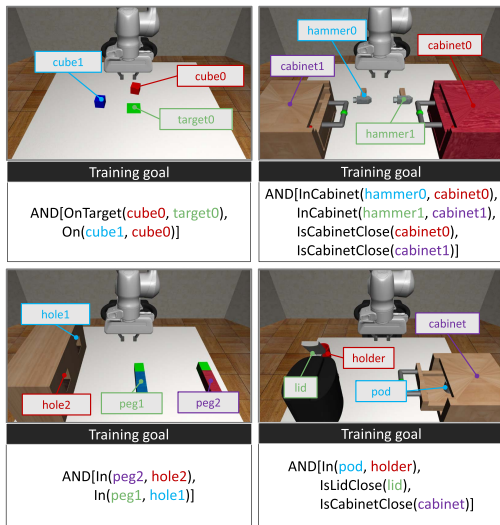 cube1
cube0
target0
Training goal
AND[OnTarget(cube0, target0),
On(cube1, cube0)]
hammer0
cabinet0
cabinet1
hammer1
Training goal
AND[InCabinet(hammer0, cabinet0),
InCabinet(hammer1, cabinet1),
IsCabinetClose(cabinet0),
IsCabinetClose(cabinet1)]
hole1
hole2
peg1
peg2
Training goal
AND[In(peg2, hole2),
In(peg1, hole1)]
cabinet
holder
lid
pod
Training goal
AND[In(pod, holder),
IsLidClose(lid),
IsCabinetClose(cabinet)]